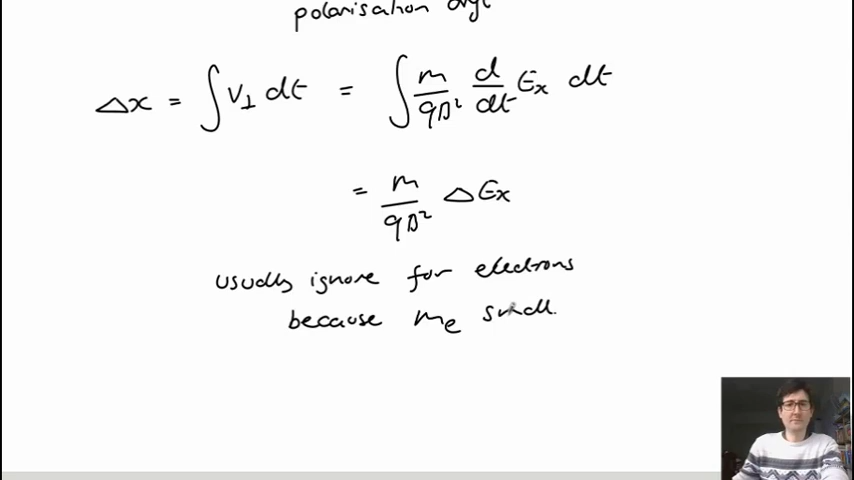 polarisation
Δx = ∫ V⊥ dt = ∫ m/qB² d/dt Ex dt
= m/qB² ΔEx
usually ignore for electrons
because me small.